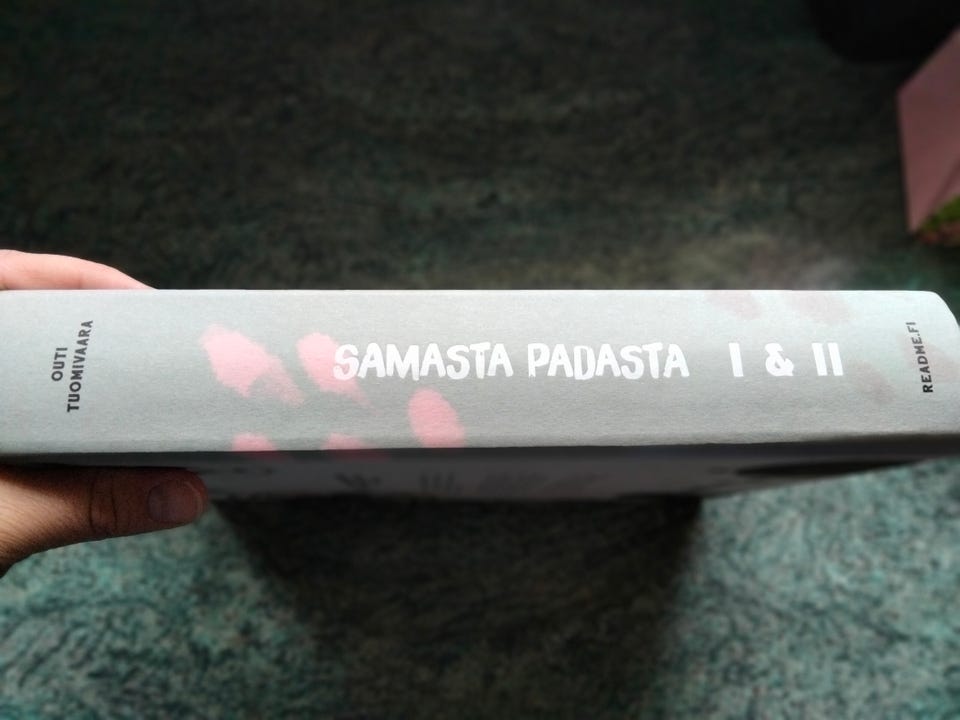 OUTI
TUOMIVAARA
SAMASTA PADASTA I & II
README.FI